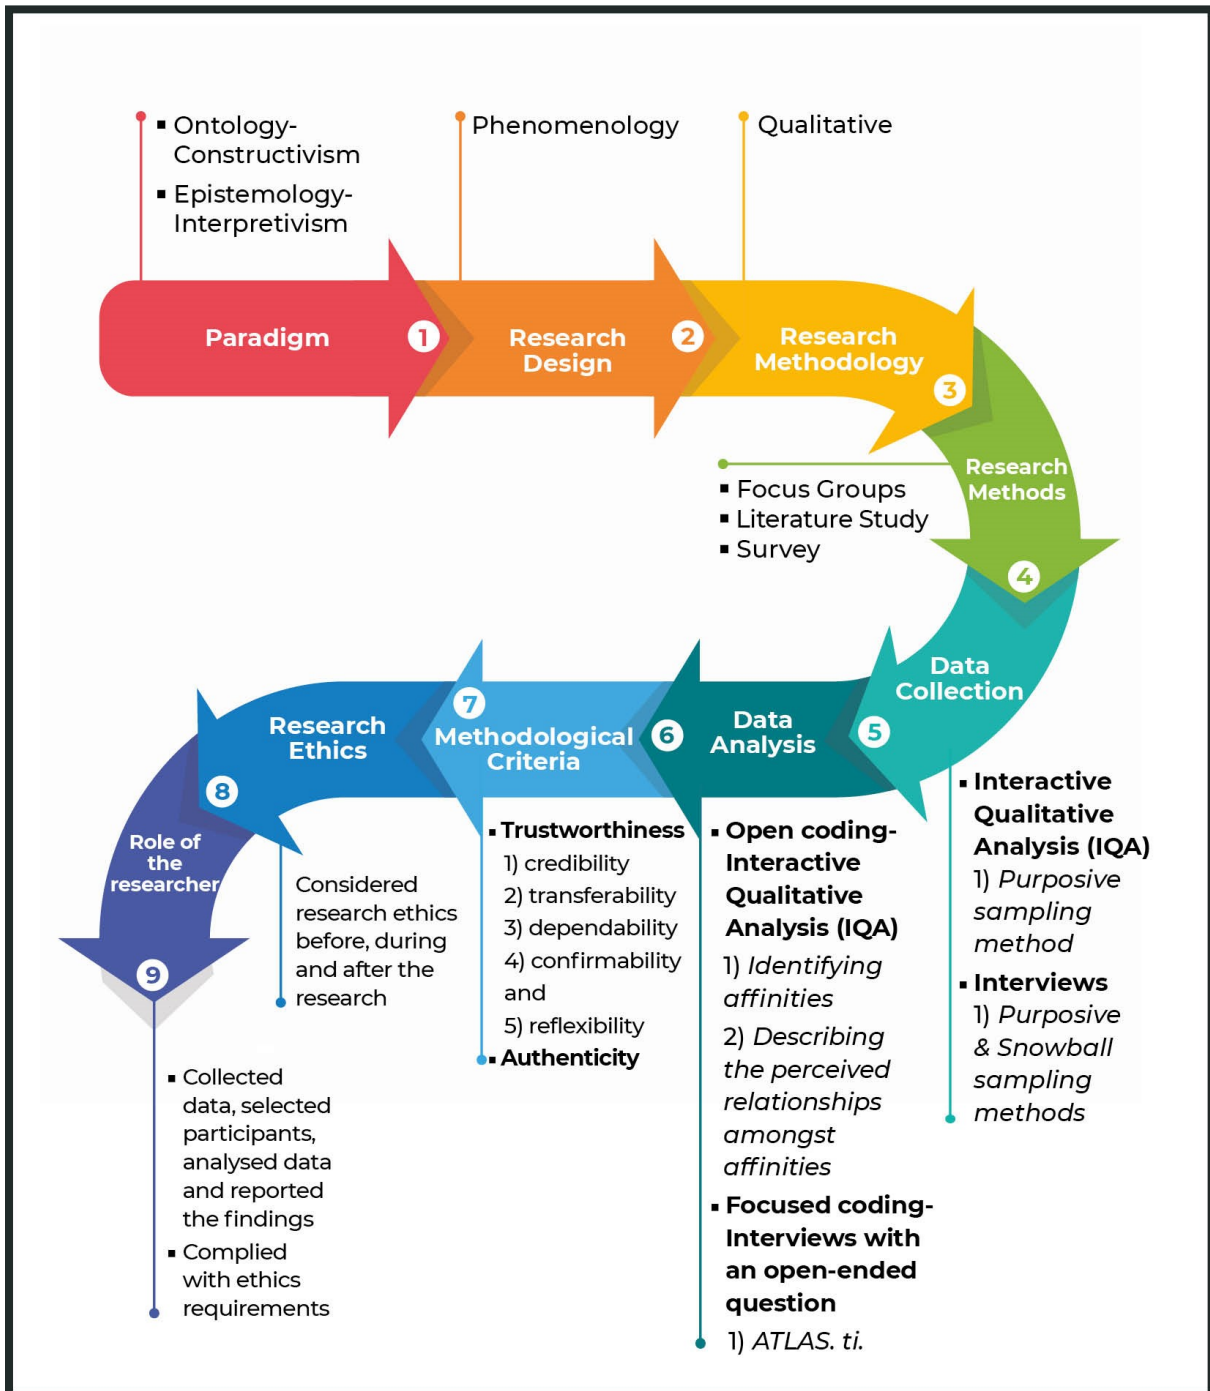 ▪ Ontology-
Constructivism
▪ Epistemology-
Interpretivism
Phenomenology
Qualitative
Paradigm
1
Research
Design
2
Research
Methodology
3
Research
Methods
4
▪ Focus Groups
▪ Literature Study
▪ Survey
Data
Collection
5
▪ Interactive
Qualitative
Analysis (IQA)
1) Purposive
sampling
method
▪ Interviews
1) Purposive
& Snowball
sampling
methods
Data
Analysis
6
▪ Open coding-
Interactive
Qualitative
Analysis (IQA)
1) Identifying
affinities
2) Describing
the perceived
relationships
amongst
affinities
▪ Focused coding-
Interviews with
an open-ended
question
1) ATLAS. ti.
7
Methodological
Criteria
▪ Trustworthiness
1) credibility
2) transferability
3) dependability
4) confirmability
and
5) reflexibility
▪ Authenticity
Research
Ethics
8
Considered
research ethics
before, during
and after the
research
Role of
the
researcher
9
▪ Collected
data, selected
participants,
analysed data
and reported
the findings
▪ Complied
with ethics
requirements